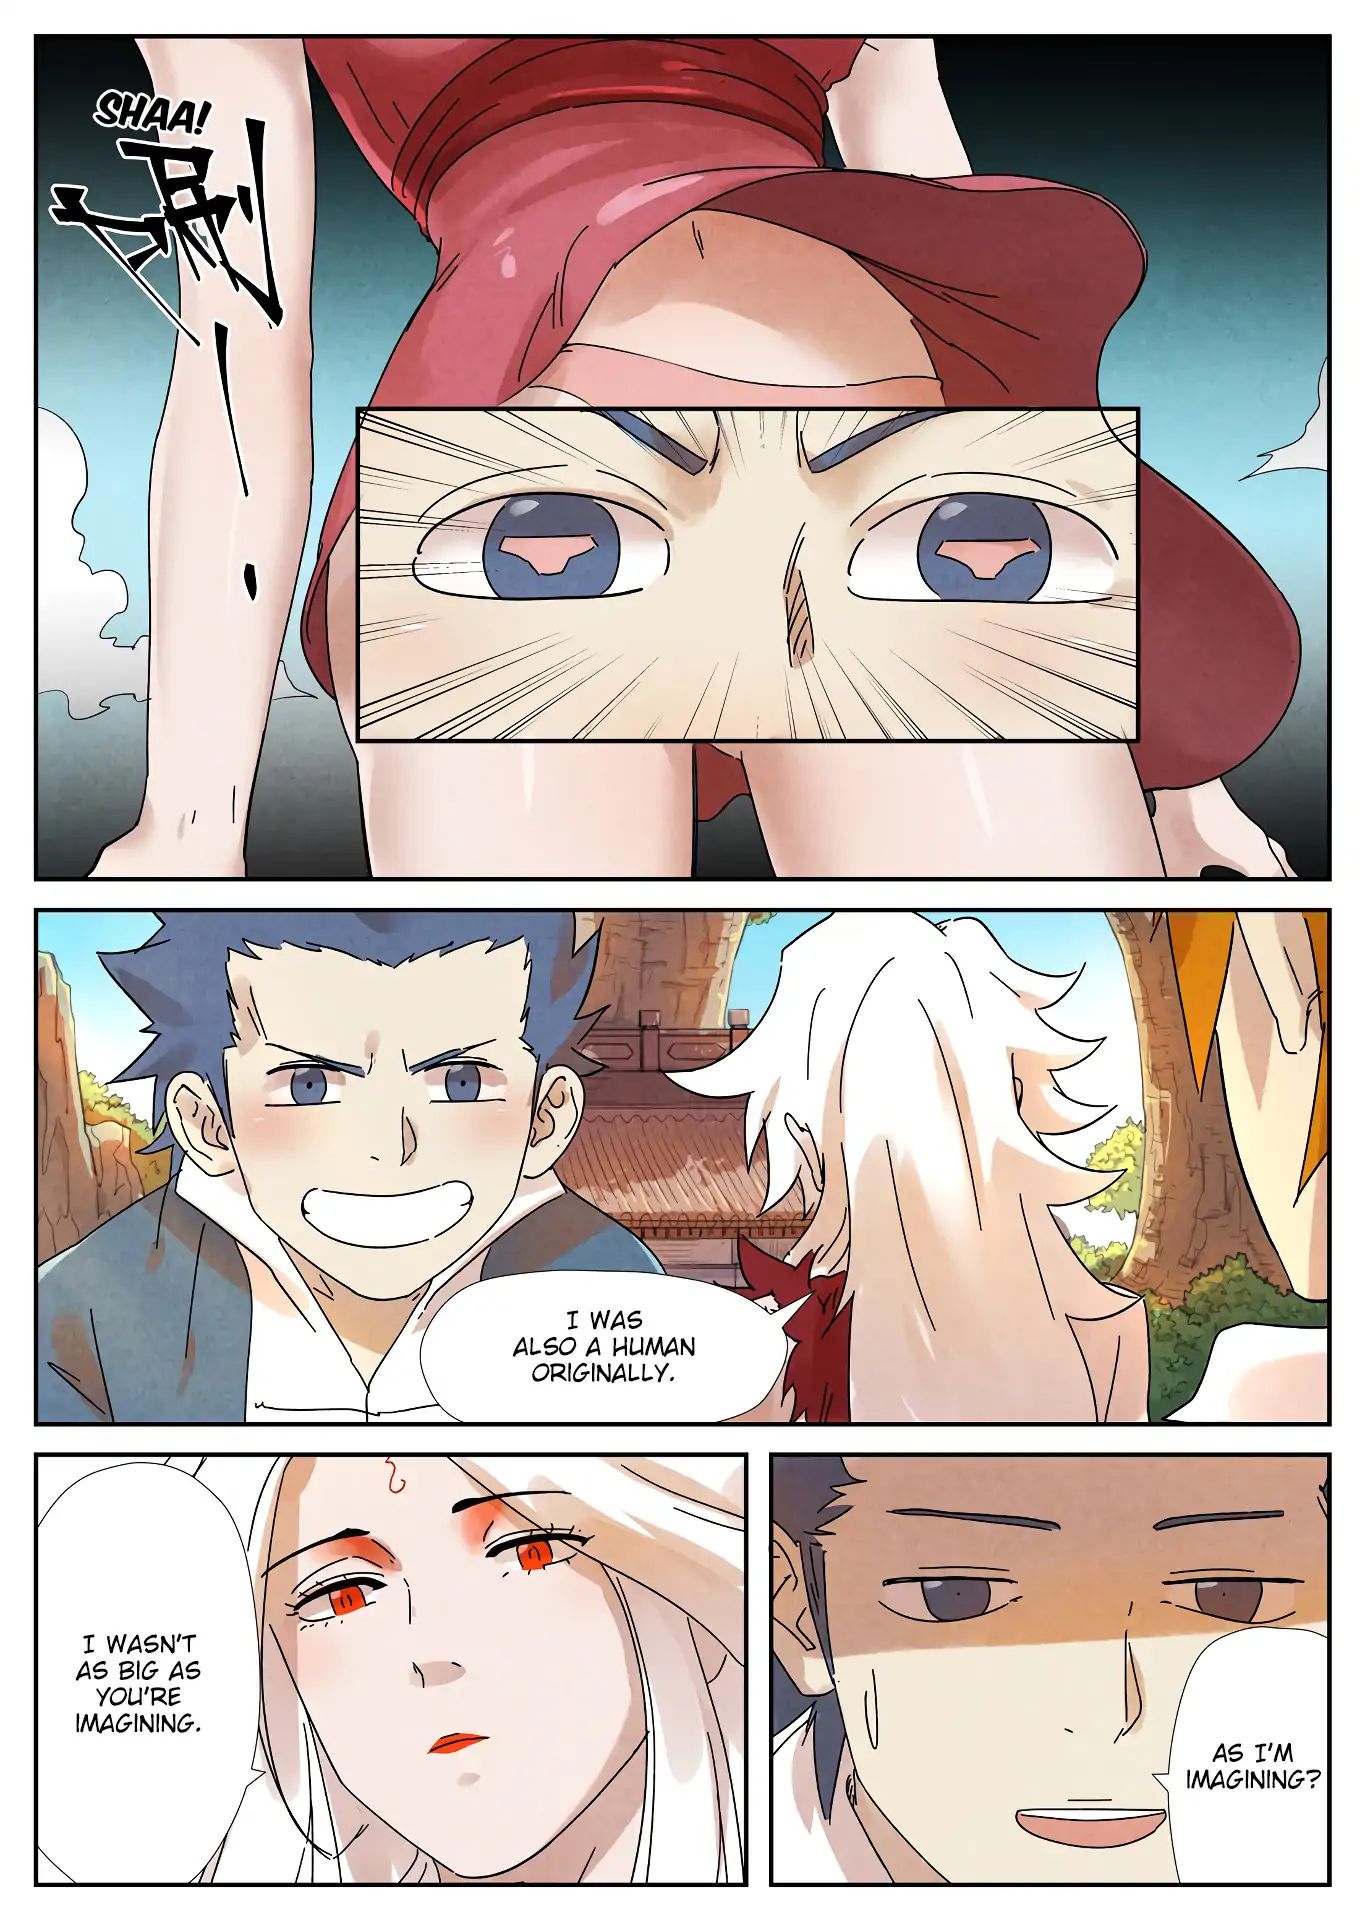 SHAA!
I WAS
ALSO A HUMAN
ORIGINALLY.
I WASN'T
AS BIG AS
YOU'RE
IMAGINING.
AS I'M
IMAGINING?